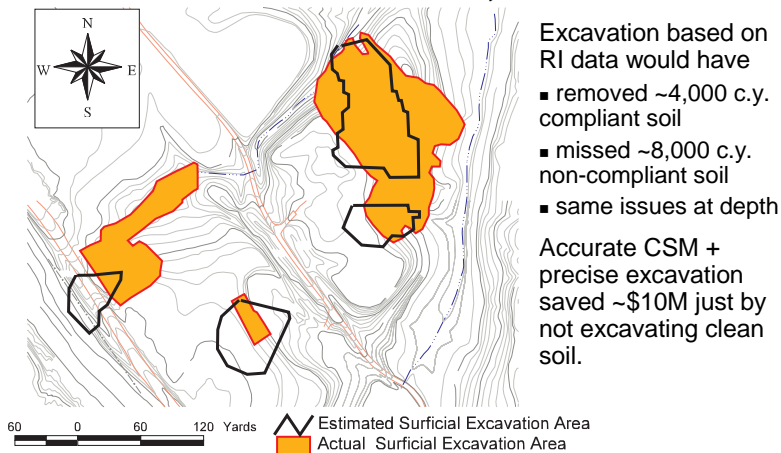 N
W E
S
Excavation based on
RI data would have
▪ removed ~4,000 c.y.
compliant soil
▪ missed ~8,000 c.y.
non-compliant soil
▪ same issues at depth
Accurate CSM +
precise excavation
saved ~$10M just by
not excavating clean
soil.
60 0 60 120 Yards
Estimated Surficial Excavation Area
Actual Surficial Excavation Area